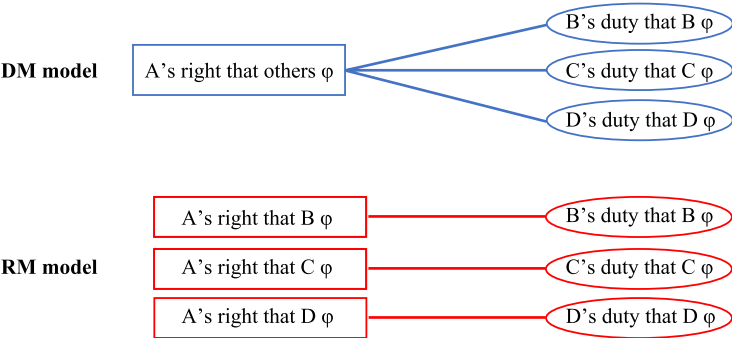 B’s duty that B φ
DM model
A’s right that others φ
C’s duty that C φ
D’s duty that D φ
A’s right that B φ
B’s duty that B φ
RM model
A’s right that C φ
C’s duty that C φ
A’s right that D φ
D’s duty that D φ